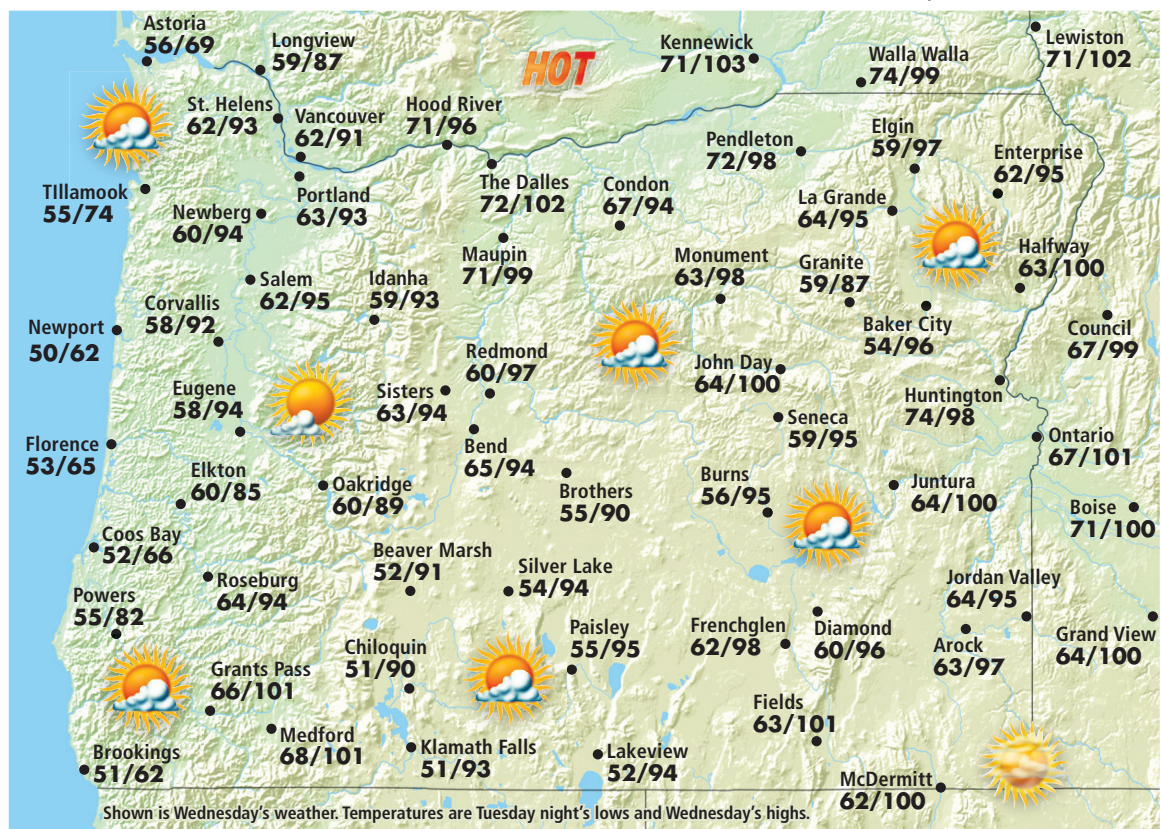 Astoria
56/69
Longview
59/87
HOT
Kennewick
71/103
Walla Walla
74/99
Lewiston
71/102
St. Helens
62/93
Vancouver
62/91
Hood River
71/96
Pendleton
72/98
Elgin
59/97
Enterprise
62/95
TIllamook
55/74
Portland
63/93
Newberg
60/94
The Dalles
72/102
Condon
67/94
La Grande
64/95
Maupin
71/99
Monument
63/98
Granite
59/87
Halfway
63/100
Salem
62/95
Idanha
59/93
Corvallis
58/92
Newport
50/62
Baker City
54/96
Council
67/99
Redmond
60/97
John Day
64/100
Eugene
58/94
Sisters
63/94
Huntington
74/98
Seneca
59/95
Florence
53/65
Bend
65/94
Ontario
67/101
Elkton
60/85
Oakridge
60/89
Brothers
55/90
Burns
56/95
Juntura
64/100
Boise
71/100
Coos Bay
52/66
Beaver Marsh
52/91
Silver Lake
54/94
Roseburg
64/94
Jordan Valley
64/95
Powers
55/82
Paisley
55/95
Frenchglen
62/98
Diamond
60/96
Arock
63/97
Grand View
64/100
Chiloquin
51/90
Grants Pass
66/101
Fields
63/101
Medford
68/101
Klamath Falls
51/93
Lakeview
52/94
Brookings
51/62
McDermitt
62/100
Shown is Wednesday's weather. Temperatures are Tuesday night's lows and Wednesday's highs.